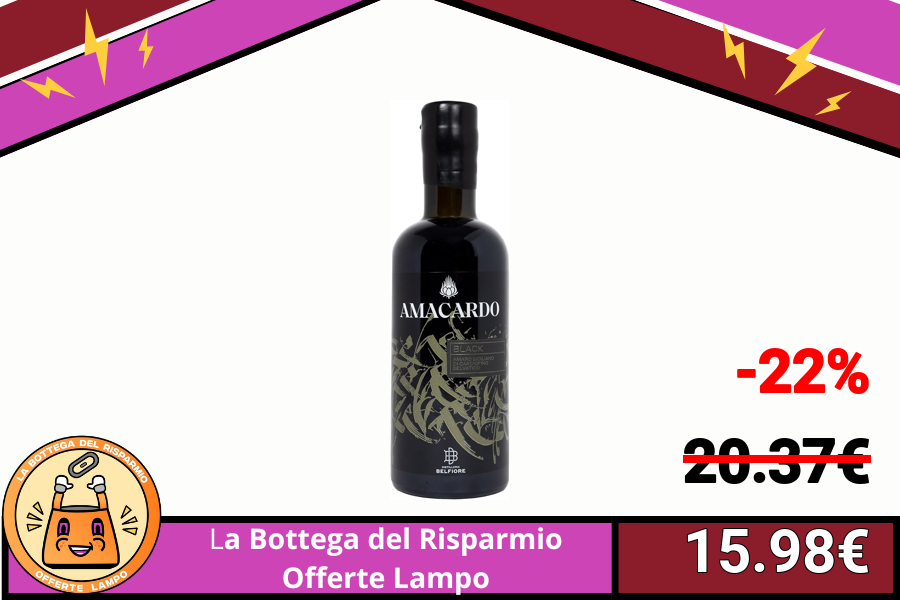 AMACARDO
BLACK
BELFIORE
-22%
20.37€
LA BOTTEGA DEL RISPARMIO
OFFERTE LAMPO
La Bottega del Risparmio
Offerte Lampo
15.98€